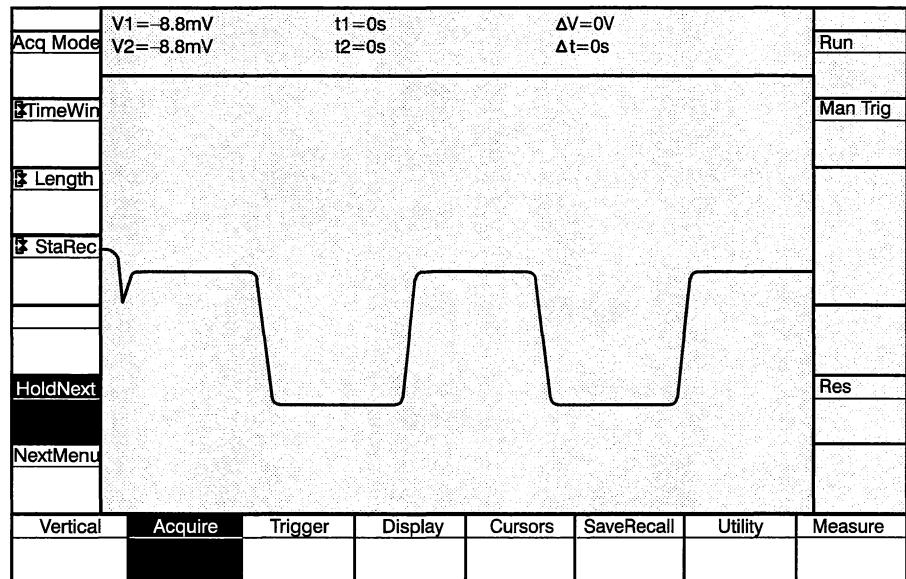 V1=-8.8mV t1=0s ΔV=0V
V2=-8.8mV t2=0s Δt=0s
Acq Mode
TimeWin
Length
StaRec
HoldNext
NextMenu
Run
Man Trig
Res
Vertical Acquire Trigger Display Cursors SaveRecall Utility Measure